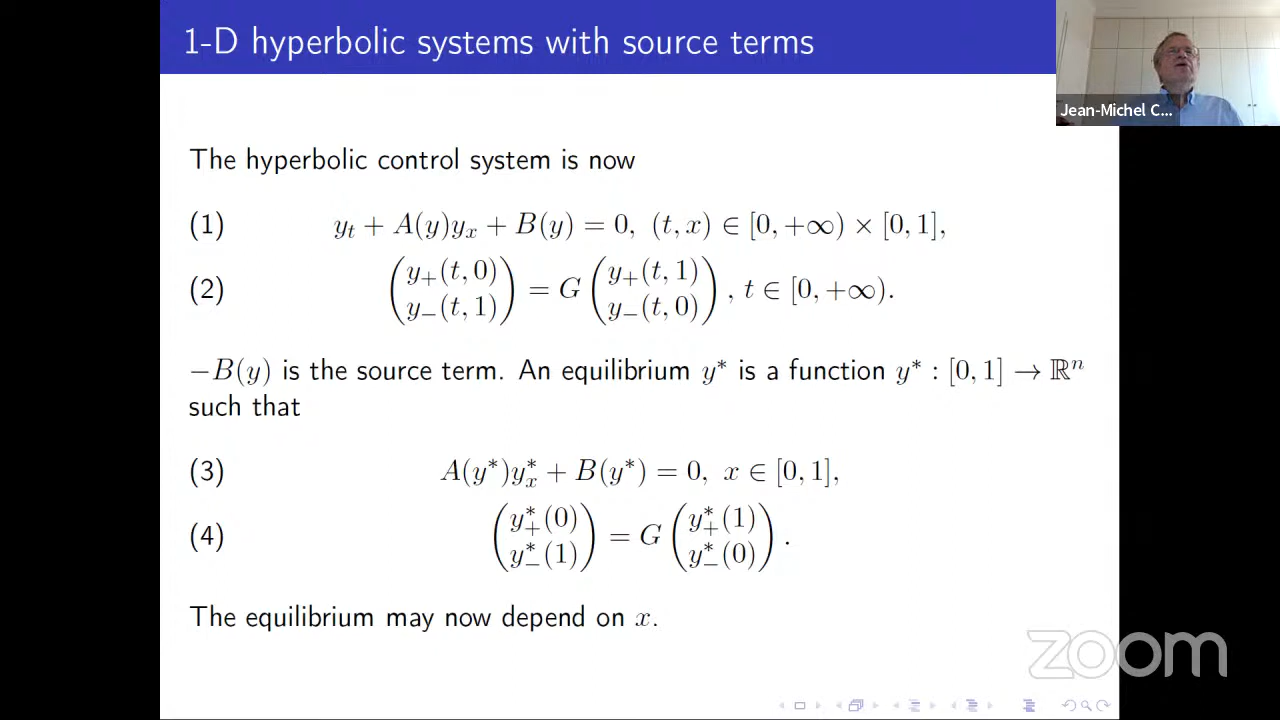 1-D hyperbolic systems with source terms
Jean-Michel C...
The hyperbolic control system is now
(1) y_t + A(y)y_x + B(y) = 0, (t, x) ∈ [0, +∞) × [0, 1],
(2) (y_+(t, 0) y_−(t, 1)) = G (y_+(t, 1) y_−(t, 0)), t ∈ [0, +∞).
−B(y) is the source term. An equilibrium y* is a function y* : [0, 1] → ℝⁿ
such that
(3) A(y*)y*_x + B(y*) = 0, x ∈ [0, 1],
(4) (y*_+(0) y*_−(1)) = G (y*_+(1) y*_−(0)).
The equilibrium may now depend on x.
zoom